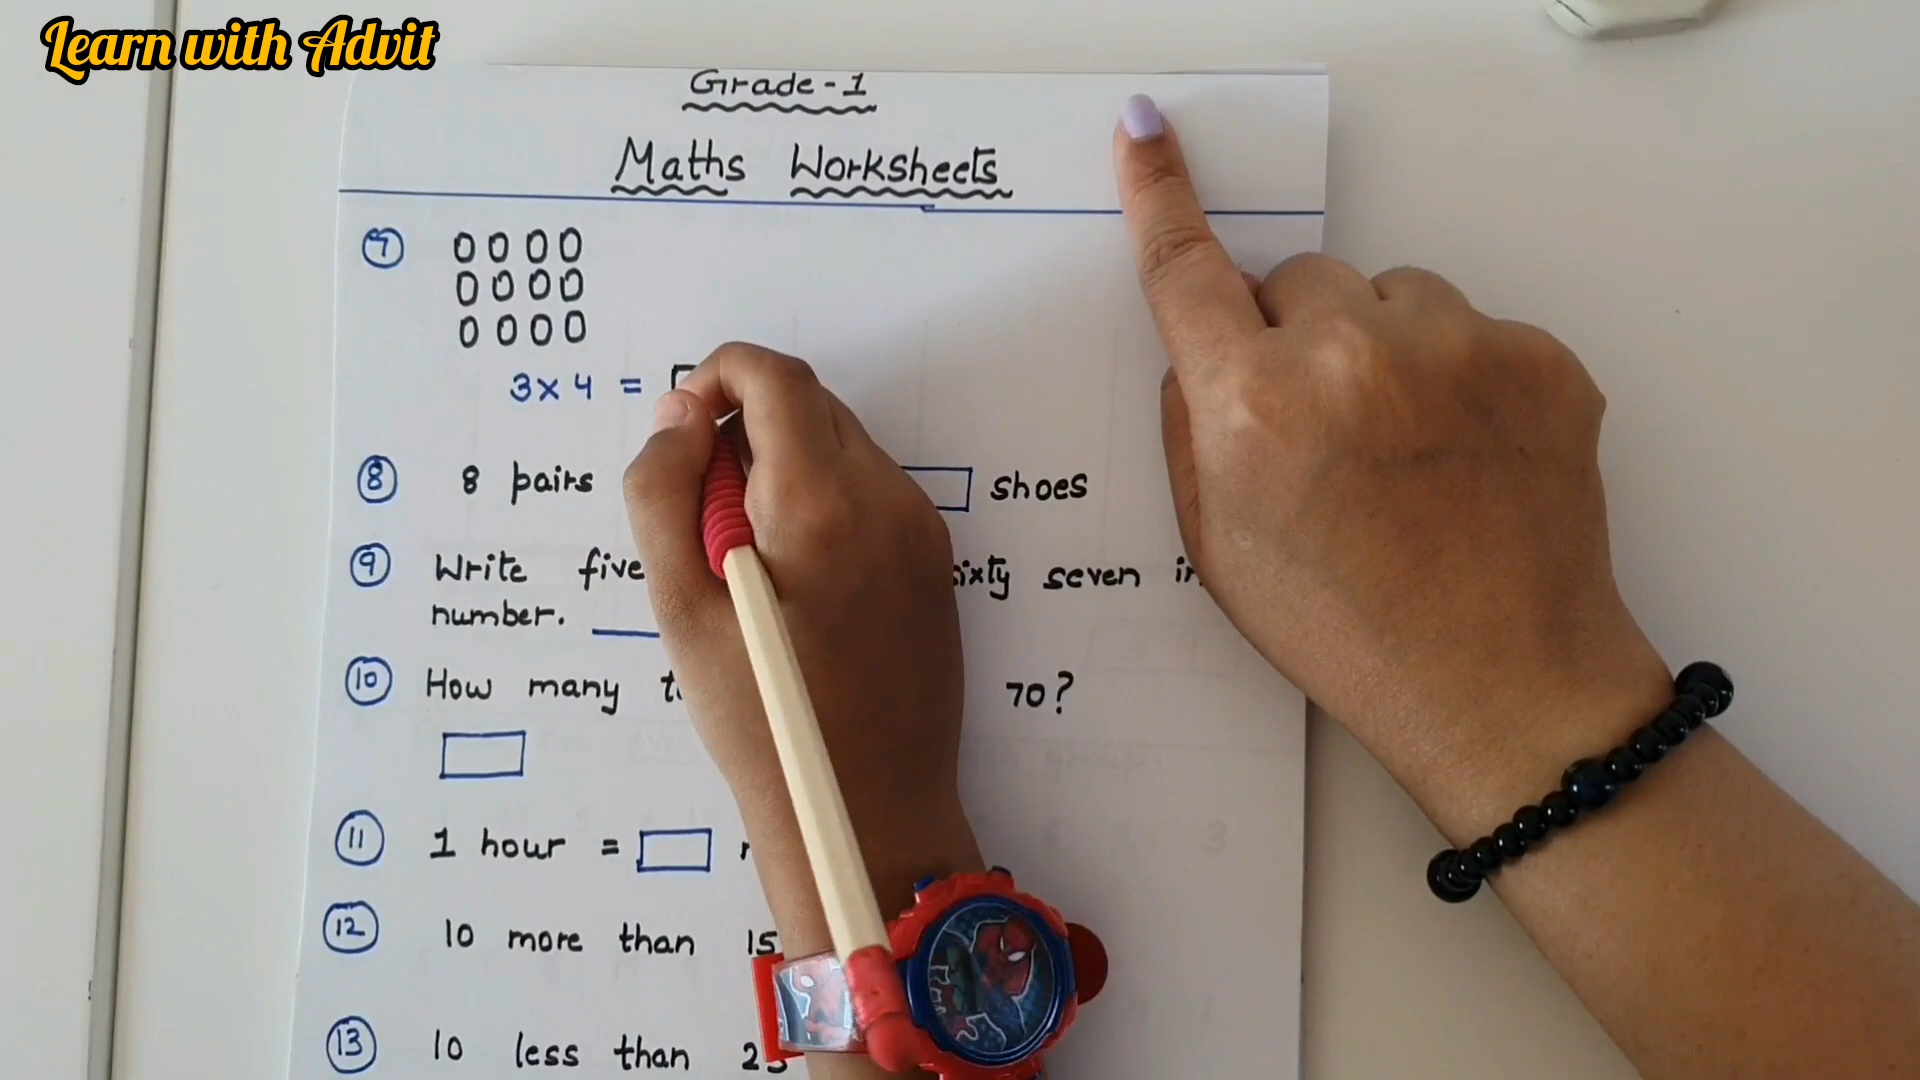 Learn with Advit
Grade-1
Maths Worksheets
7
0 0 0 0
0 0 0 0
0 0 0 0
3 x 4 =
8 8 pairs shoes
9 Write five sixty seven
number.
10 How many 70?
11 1 hour =
12 10 more than 15
13 10 less than